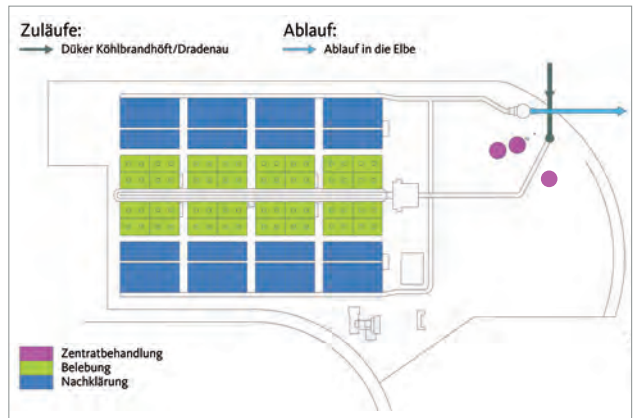 Zuläufe:
Düker Köhlbrandhöft/Dradenau
Ablauf:
Ablauf in die Elbe
Zentratbehandlung
Belebung
Nachklärung